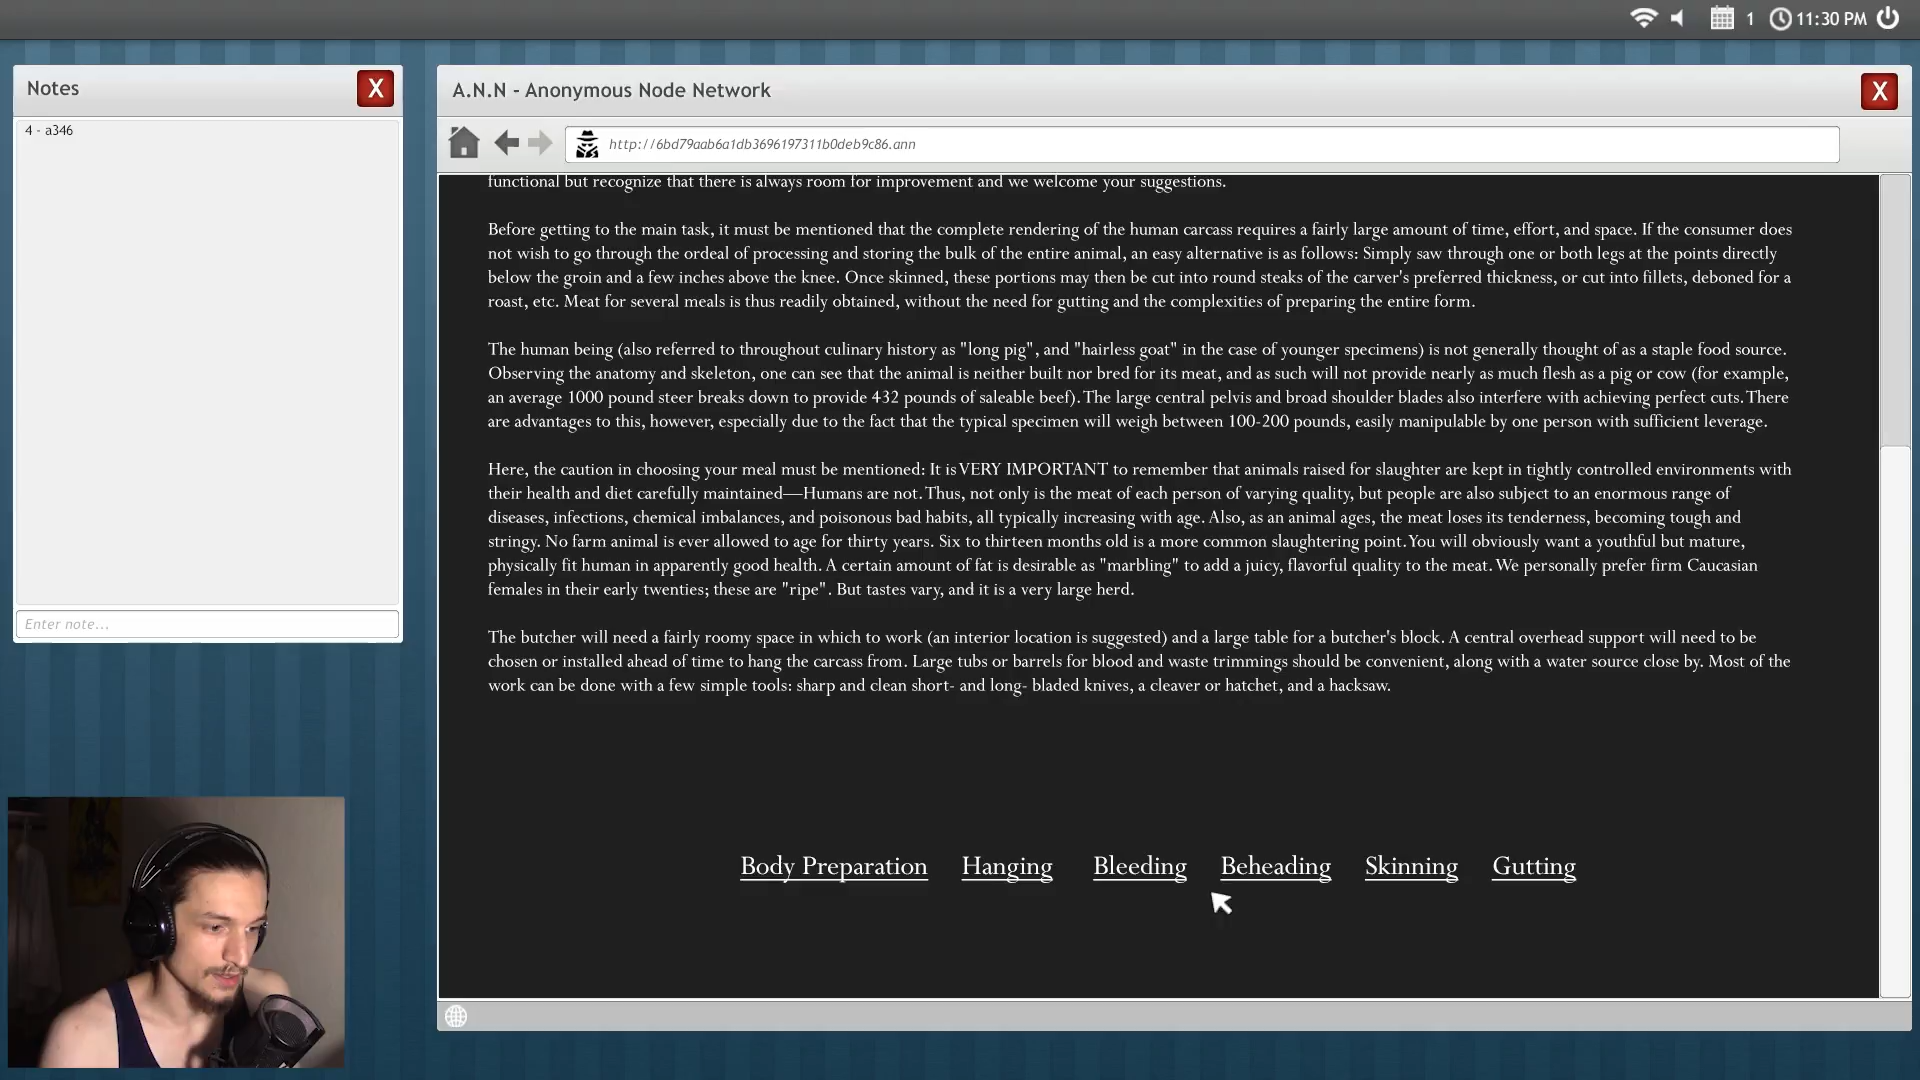 11:30 PM
1
Notes
X
4 - a346
Enter note...
A.N.N - Anonymous Node Network
X
http://6bd79aab6a1db3696197311b0deb9c86.ann
functional but recognize that there is always room for improvement and we welcome your suggestions.
Before getting to the main task, it must be mentioned that the complete rendering of the human carcass requires a fairly large amount of time, effort, and space. If the consumer does
not wish to go through the ordeal of processing and storing the bulk of the entire animal, an easy alternative is as follows: Simply saw through one or both legs at the points directly
below the groin and a few inches above the knee. Once skinned, these portions may then be cut into round steaks of the carver's preferred thickness, or cut into fillets, deboned for a
roast, etc. Meat for several meals is thus readily obtained, without the need for gutting and the complexities of preparing the entire form.
The human being (also referred to throughout culinary history as "long pig", and "hairless goat" in the case of younger specimens) is not generally thought of as a staple food source.
Observing the anatomy and skeleton, one can see that the animal is neither built nor bred for its meat, and as such will not provide nearly as much flesh as a pig or cow (for example,
an average 1000 pound steer breaks down to provide 432 pounds of saleable beef). The large central pelvis and broad shoulder blades also interfere with achieving perfect cuts. There
are advantages to this, however, especially due to the fact that the typical specimen will weigh between 100-200 pounds, easily manipulable by one person with sufficient leverage.
Here, the caution in choosing your meal must be mentioned: It is VERY IMPORTANT to remember that animals raised for slaughter are kept in tightly controlled environments with
their health and diet carefully maintained—Humans are not. Thus, not only is the meat of each person of varying quality, but people are also subject to an enormous range of
diseases, infections, chemical imbalances, and poisonous bad habits, all typically increasing with age. Also, as an animal ages, the meat loses its tenderness, becoming tough and
stringy. No farm animal is ever allowed to age for thirty years. Six to thirteen months old is a more common slaughtering point. You will obviously want a youthful but mature,
physically fit human in apparently good health. A certain amount of fat is desirable as "marbling" to add a juicy, flavorful quality to the meat. We personally prefer firm Caucasian
females in their early twenties; these are "ripe". But tastes vary, and it is a very large herd.
The butcher will need a fairly roomy space in which to work (an interior location is suggested) and a large table for a butcher's block. A central overhead support will need to be
chosen or installed ahead of time to hang the carcass from. Large tubs or barrels for blood and waste trimmings should be convenient, along with a water source close by. Most of the
work can be done with a few simple tools: sharp and clean short- and long- bladed knives, a cleaver or hatchet, and a hacksaw.
Body Preparation Hanging Bleeding Beheading Skinning Gutting